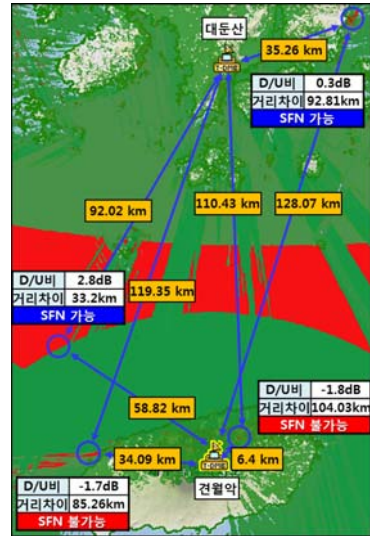 대둔산
T-DMB
35.26 km
D/U비 0.3dB
거리차이 92.81km
SFN 가능
92.02 km
110.43 km
128.07 km
D/U비 2.8dB
거리차이 33.2km
SFN 가능
119.35 km
D/U비 -1.8dB
거리차이 104.03km
SFN 불가능
58.82 km
34.09 km
T-DMB
6.4 km
견월악
D/U비 -1.7dB
거리차이 85.26km
SFN 불가능